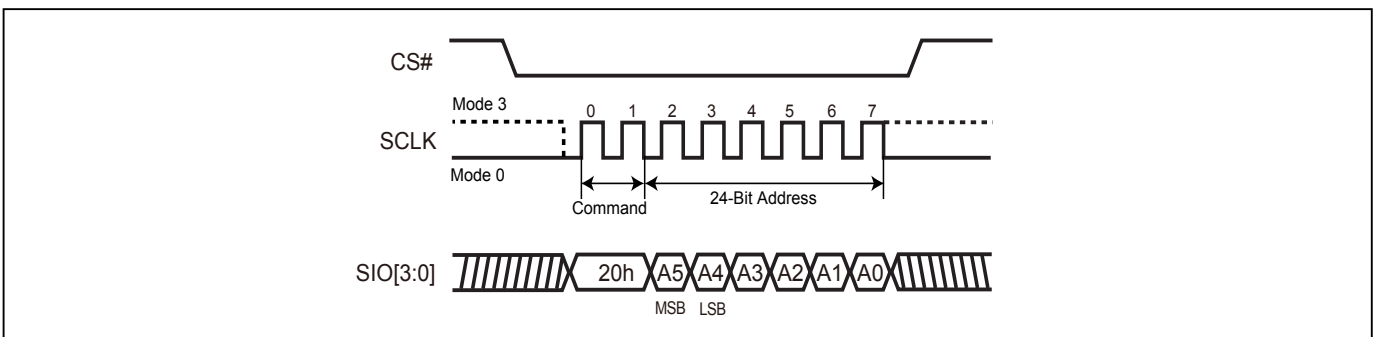 CS#
Mode 3
0 1 2 3 4 5 6 7
SCLK
Mode 0
Command
24-Bit Address
SIO[3:0]
20h A5 A4 A3 A2 A1 A0
MSB LSB